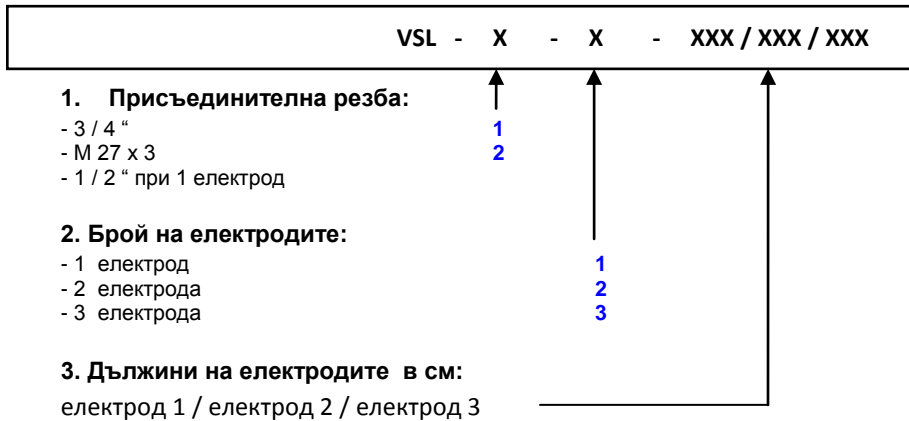 VSL - X - X - XXX / XXX / XXX
1. Присъединителна резба:
- 3 / 4 “ 1
- M 27 x 3 2
- 1 / 2 “ при 1 електрод
2. Брой на електродите:
- 1 електрод 1
- 2 електрода 2
- 3 електрода 3
3. Дължини на електродите в см:
електрод 1 / електрод 2 / електрод 3